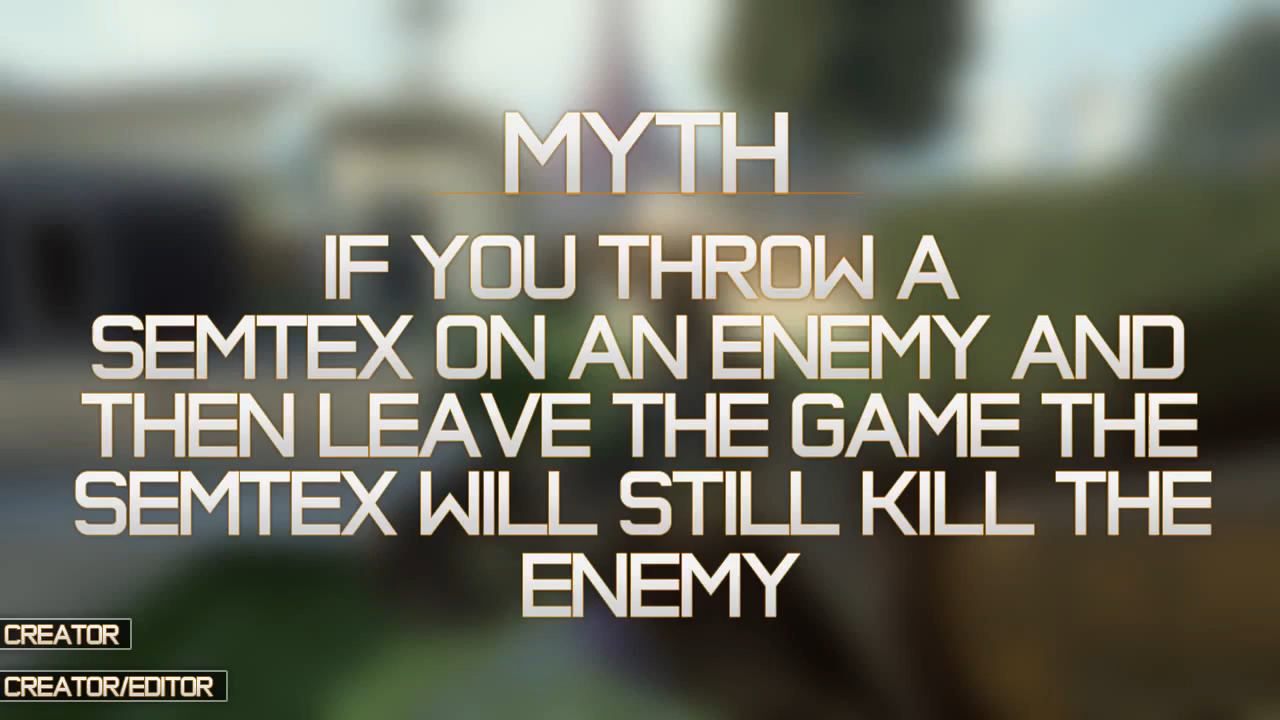 MYTH
IF YOU THROW A
SEMTEX ON AN ENEMY AND
THEN LEAVE THE GAME THE
SEMTEX WILL STILL KILL THE
ENEMY
CREATOR
CREATOR/EDITOR